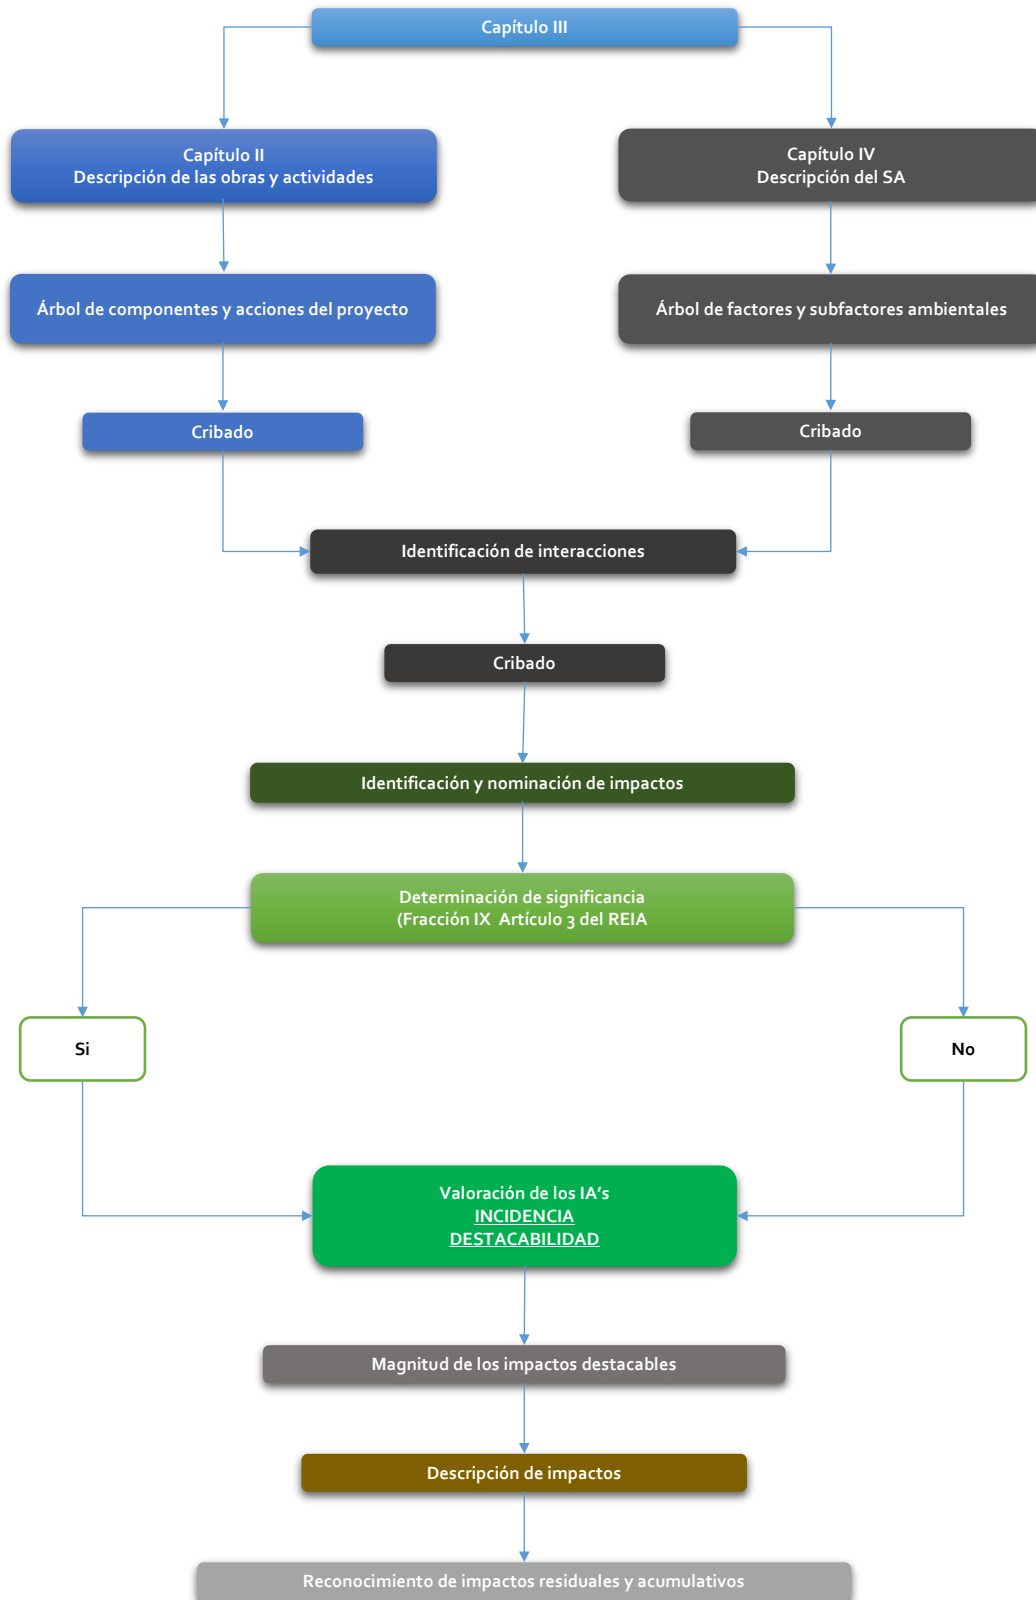 Capítulo III
Capítulo II
Descripción de las obras y actividades
Capítulo IV
Descripción del SA
Árbol de componentes y acciones del proyecto
Árbol de factores y subfactores ambientales
Cribado
Cribado
Identificación de interacciones
Cribado
Identificación y nominación de impactos
Determinación de significancia
(Fracción IX Artículo 3 del REIA
Si
No
Valoración de los IA’s
INCIDENCIA
DESTACABILIDAD
Magnitud de los impactos destacables
Descripción de impactos
Reconocimiento de impactos residuales y acumulativos